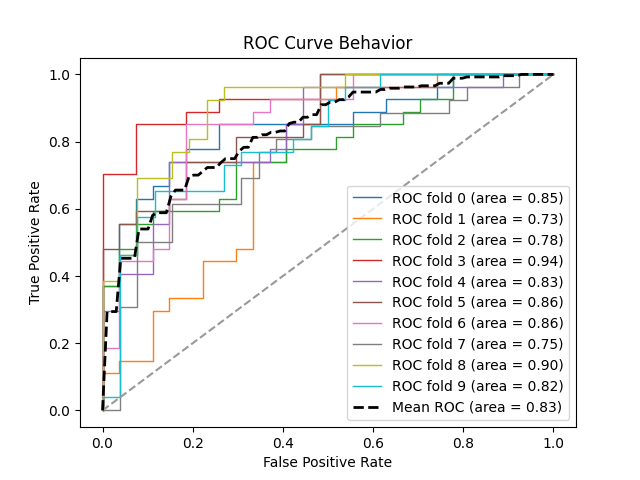 ROC Curve Behavior
True Positive Rate
1.0
0.8
0.6
0.4
0.2
0.0
ROC fold 0 (area = 0.85)
ROC fold 1 (area = 0.73)
ROC fold 2 (area = 0.78)
ROC fold 3 (area = 0.94)
ROC fold 4 (area = 0.83)
ROC fold 5 (area = 0.86)
ROC fold 6 (area = 0.86)
ROC fold 7 (area = 0.75)
ROC fold 8 (area = 0.90)
ROC fold 9 (area = 0.82)
Mean ROC (area = 0.83)
0.0 0.2 0.4 0.6 0.8 1.0
False Positive Rate